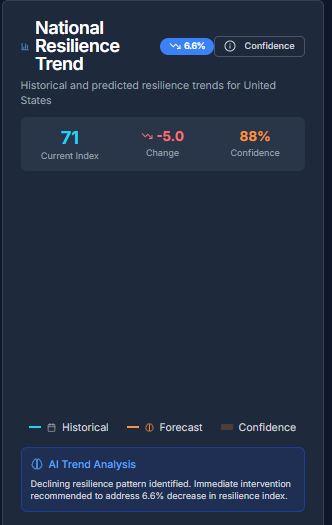 National
Resilience
Trend
6.6%
Confidence
Historical and predicted resilience trends for United
States
71
-5.0
88%
Current Index
Change
Confidence
Historical
Forecast
Confidence
AI Trend Analysis
Declining resilience pattern identified. Immediate intervention
recommended to address 6.6% decrease in resilience index.